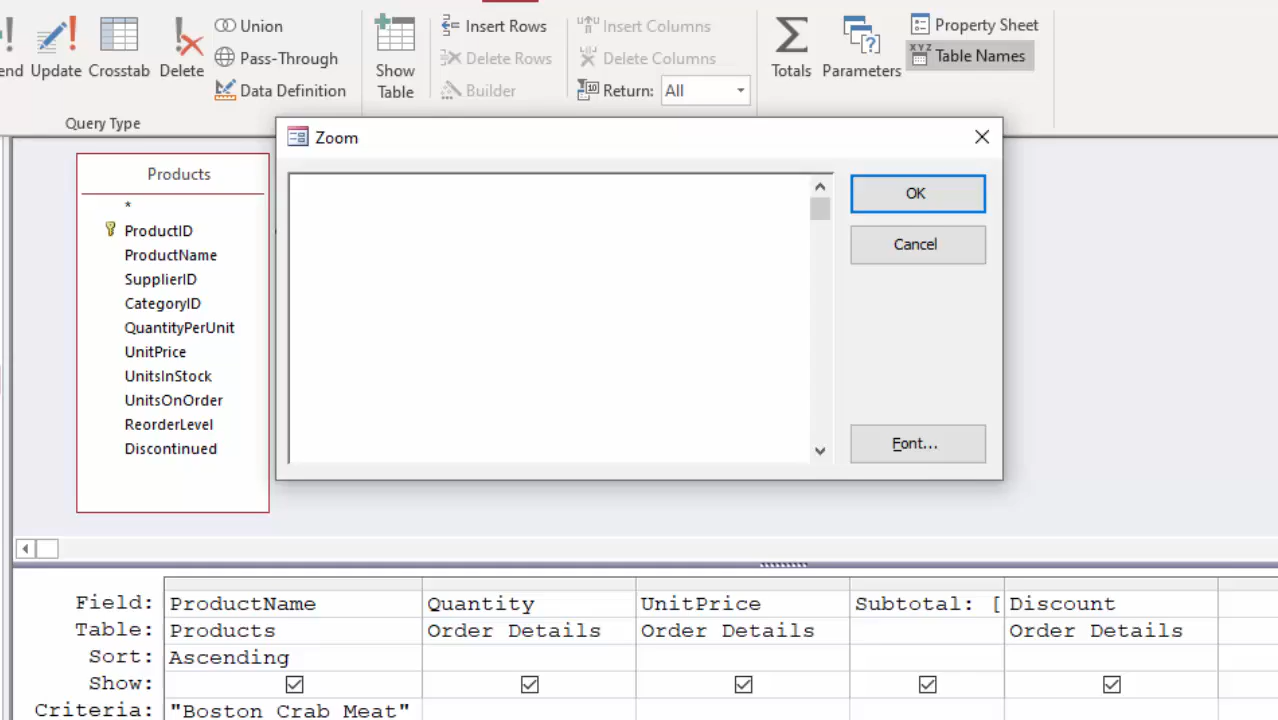 Union
Insert Rows
Insert Columns
Property Sheet
Update
Crosstab
Delete
Pass-Through
Show
Table
Delete Rows
Delete Columns
Totals
Parameters
XYZ
Table Names
Data Definition
Builder
10
Return: All
Query Type
Zoom
Products
*
ProductID
ProductName
SupplierID
CategoryID
QuantityPerUnit
UnitPrice
UnitsInStock
UnitsOnOrder
ReorderLevel
Discontinued
OK
Cancel
Font...
Field: ProductName Quantity UnitPrice Subtotal: [ Discount
Table: Products Order Details Order Details Order Details
Sort: Ascending
Show:
Criteria: "Boston Crab Meat"